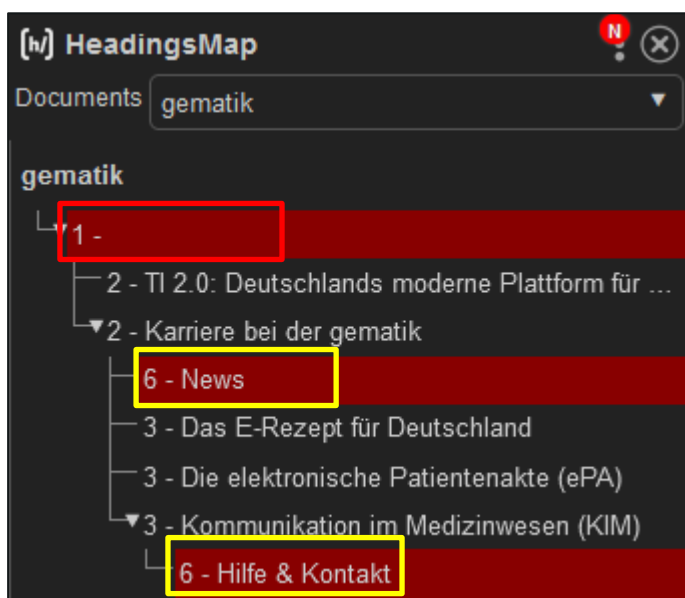 [h/] HeadingsMap N
Documents gematik
gematik
1 -
2 - TI 2.0: Deutschlands moderne Plattform für ...
2 - Karriere bei der gematik
6 - News
3 - Das E-Rezept für Deutschland
3 - Die elektronische Patientenakte (ePA)
3 - Kommunikation im Medizinwesen (KIM)
6 - Hilfe & Kontakt